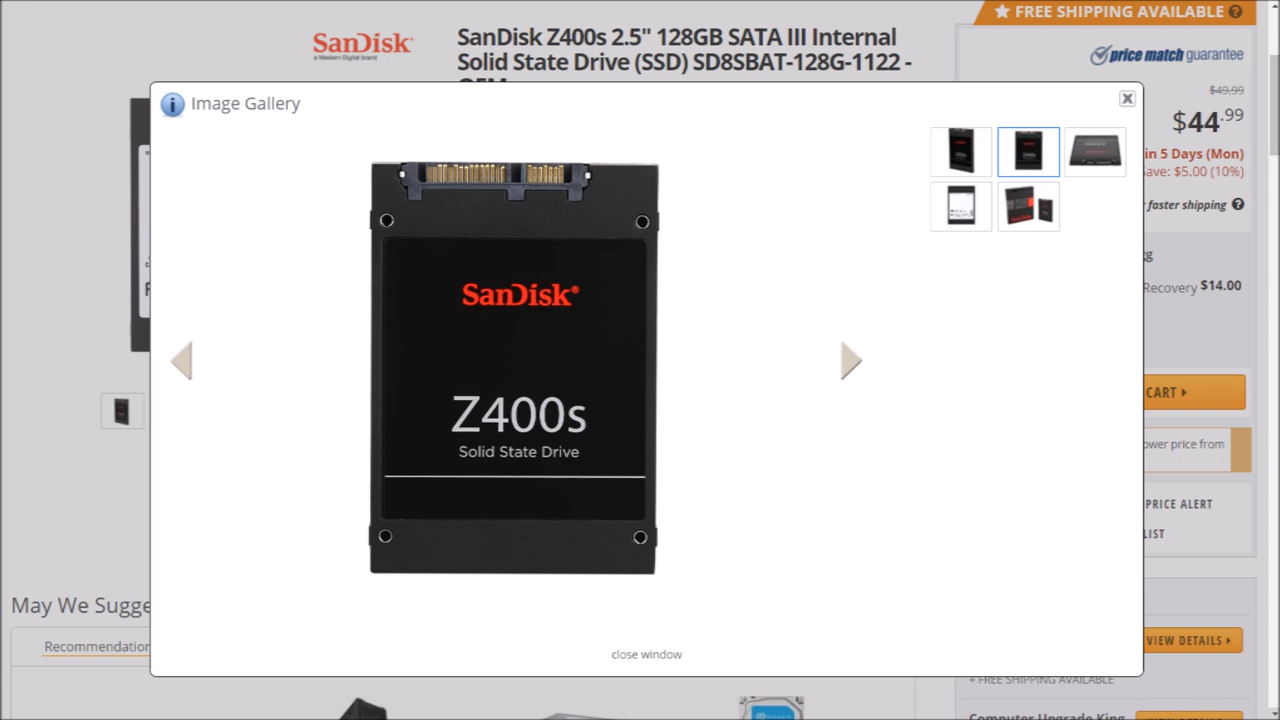 FREE SHIPPING AVAILABLE
SanDisk
a Western Digital brand
SanDisk Z400s 2.5" 128GB SATA III Internal
Solid State Drive (SSD) SD8SBAT-128G-1122 -
OEM
price match guarantee
$49.99
$44.99
Image Gallery
in 5 Days (Mon)
ave: $5.00 (10%)
faster shipping
Recovery $14.00
SanDisk®
Z400s
Solid State Drive
CART
ower price from
PRICE ALERT
LIST
May We Sugge
Recommendation
VIEW DETAILS
close window
+ FREE SHIPPING AVAILABLE
Computer Upgrade King